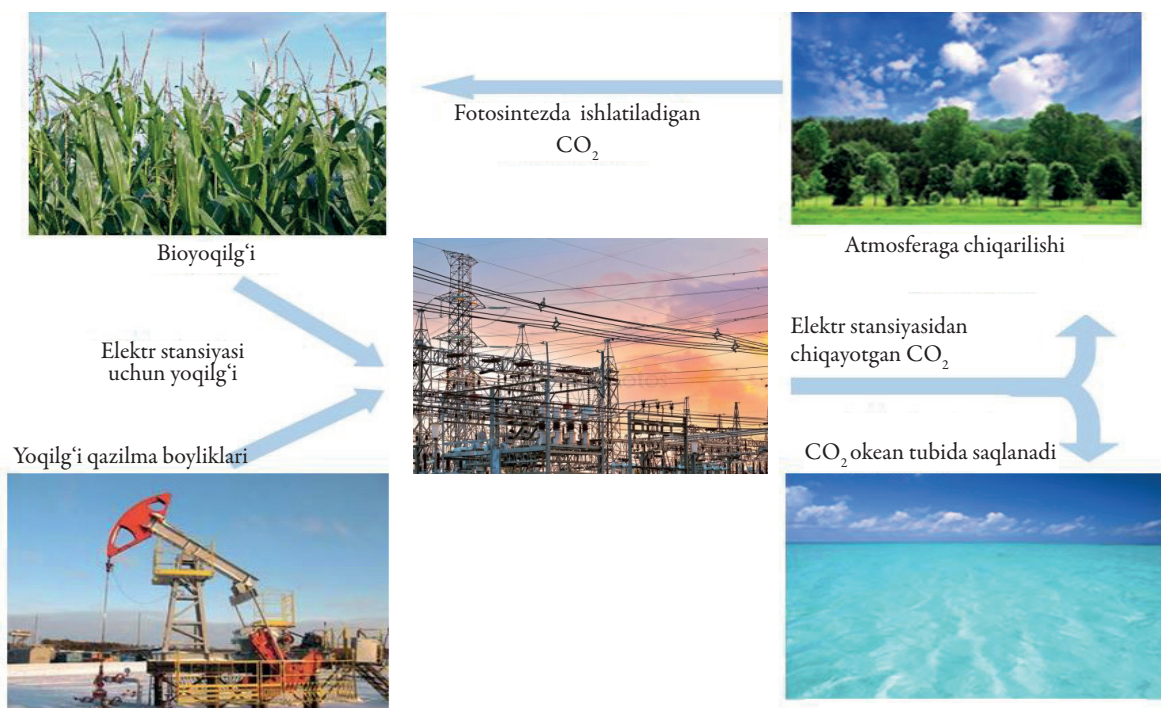 Fotosintezda ishlatiladigan
CO₂
Bioyoqilg‘i
Atmosferaga chiqarilishi
Elektr stansiyasi
uchun yoqilg‘i
Elektr stansiyasidan
chiqayotgan CO₂
Yoqilg‘i qazilma boyliklari
CO₂ okean tubida saqlanadi